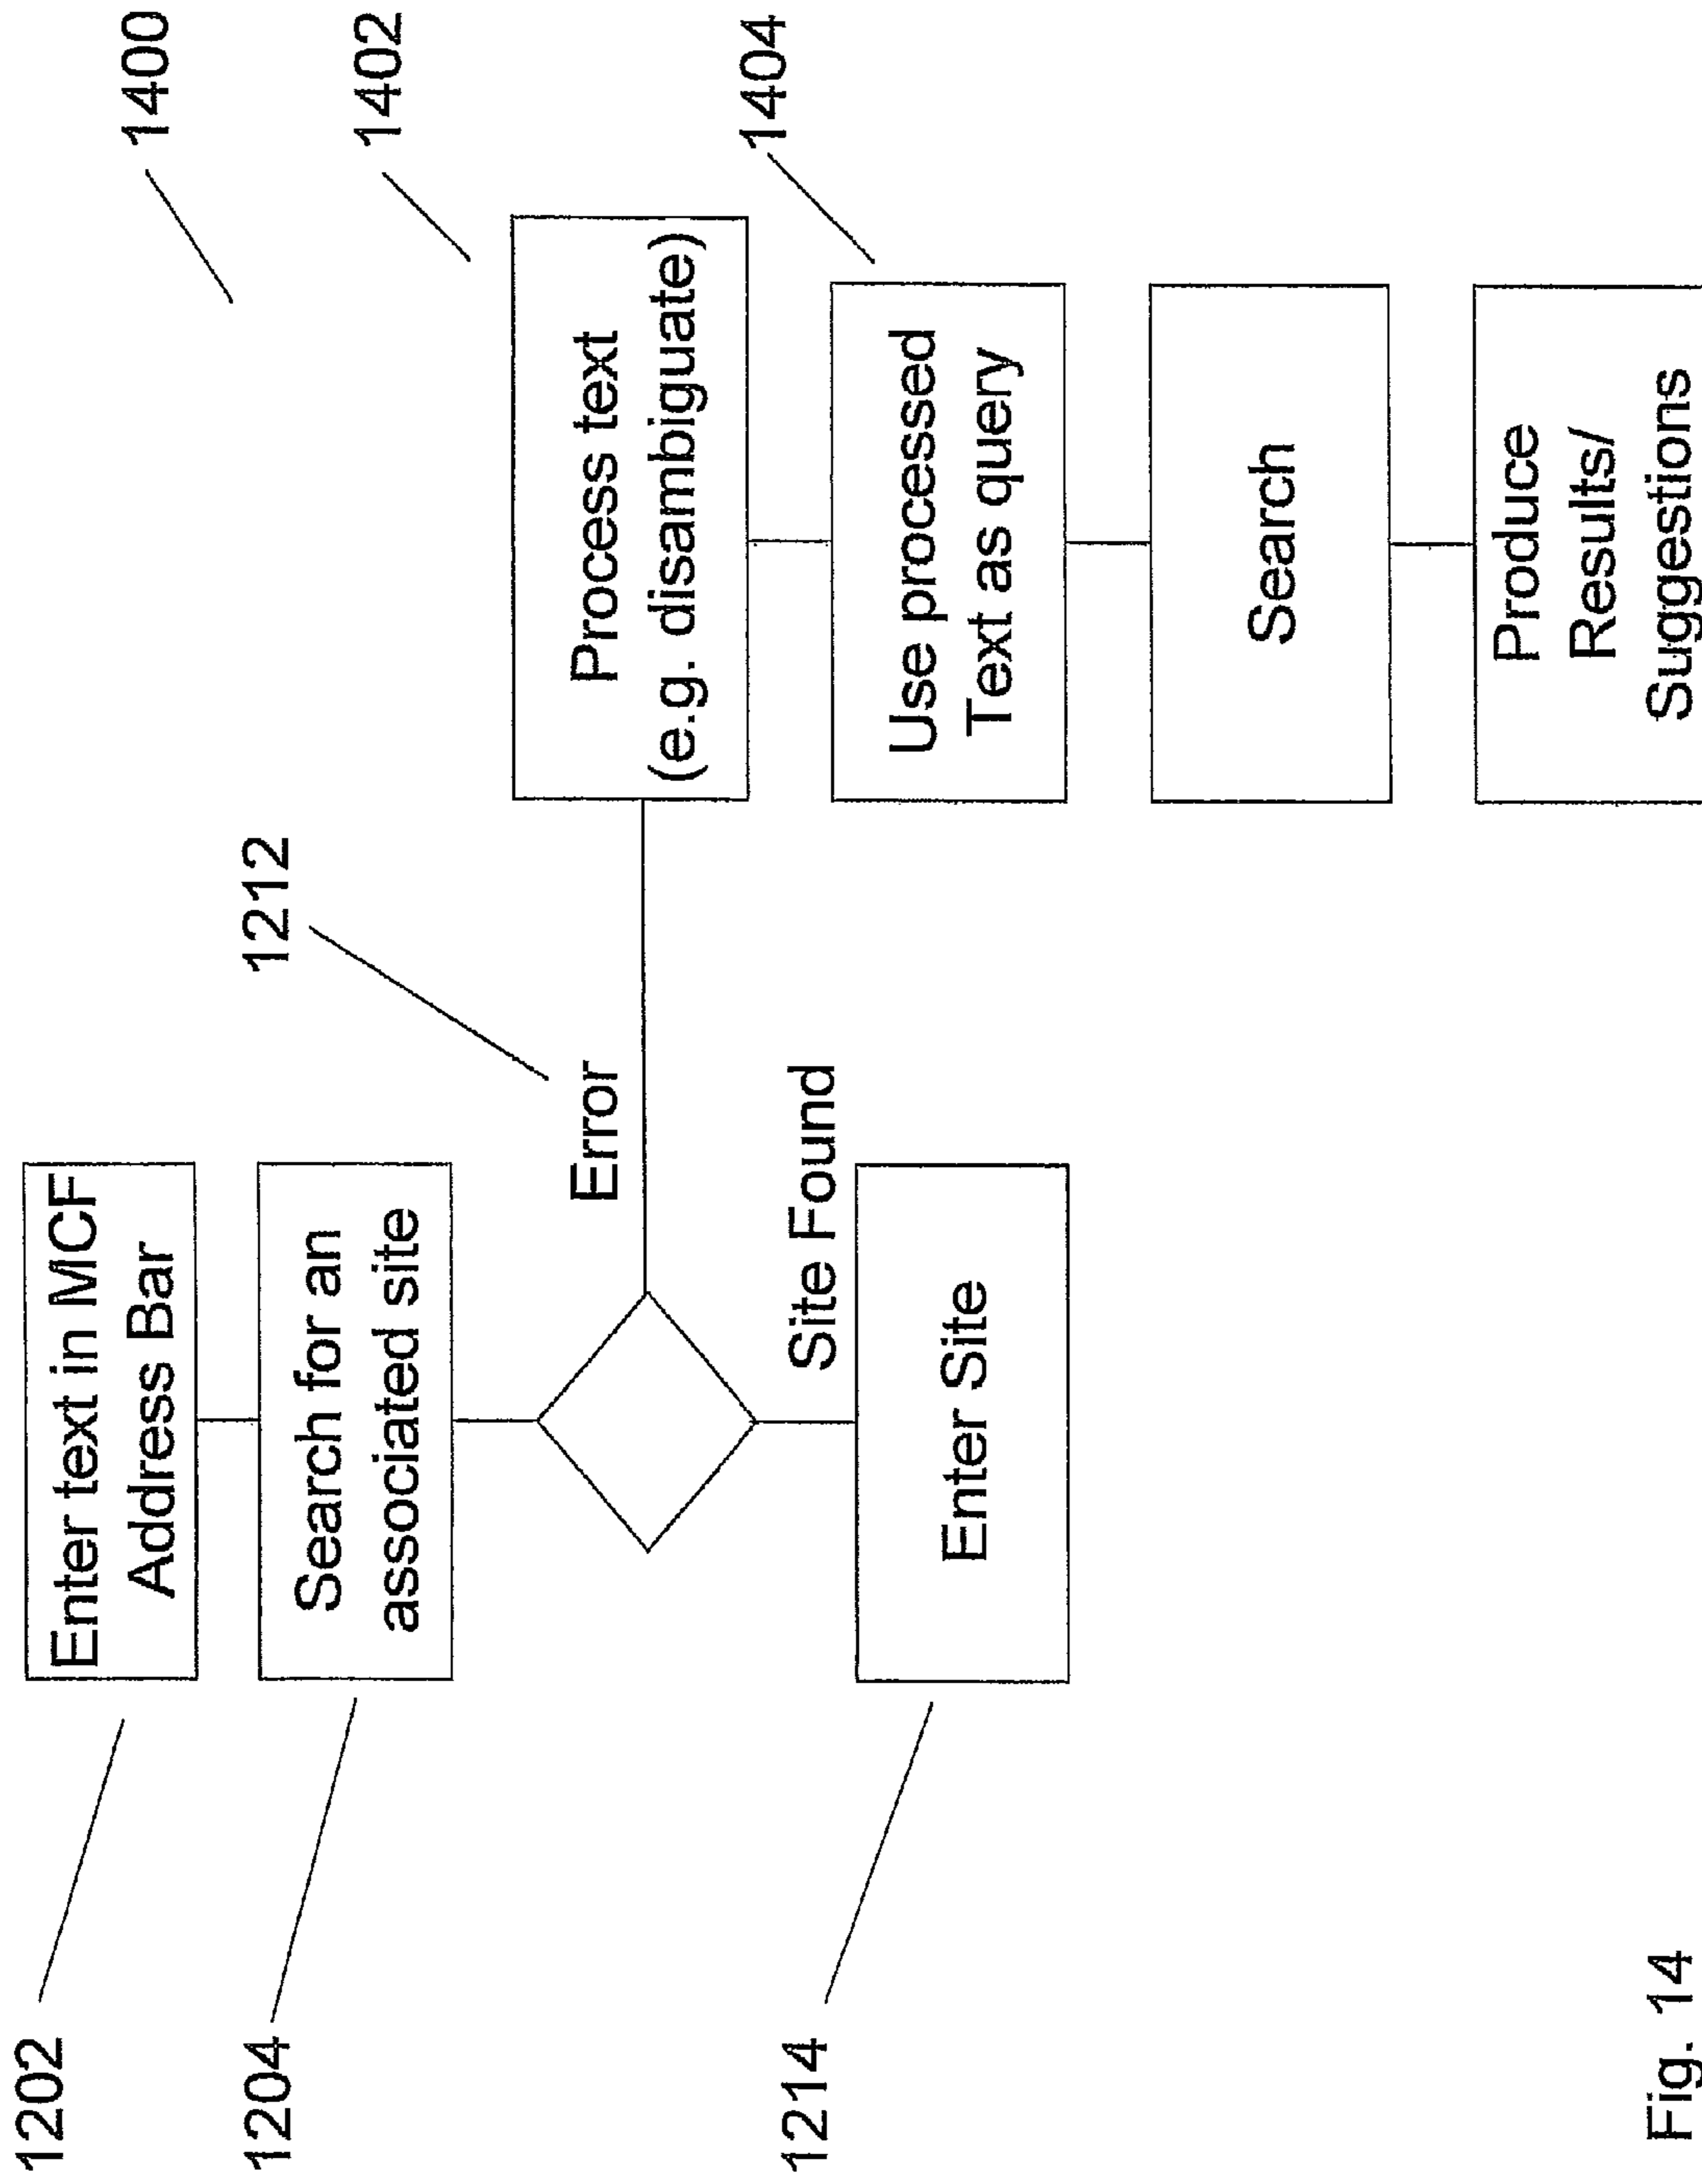 1400
1202
Enter text in MCF
Address Bar
1212
1402
1204
Search for an
associated site
Error
Process text
(e.g. disambiguate)
1404
1214
Site Found
Enter Site
Use processed
Text as query
Search
Produce
Results/
Suggestions
Fig. 14